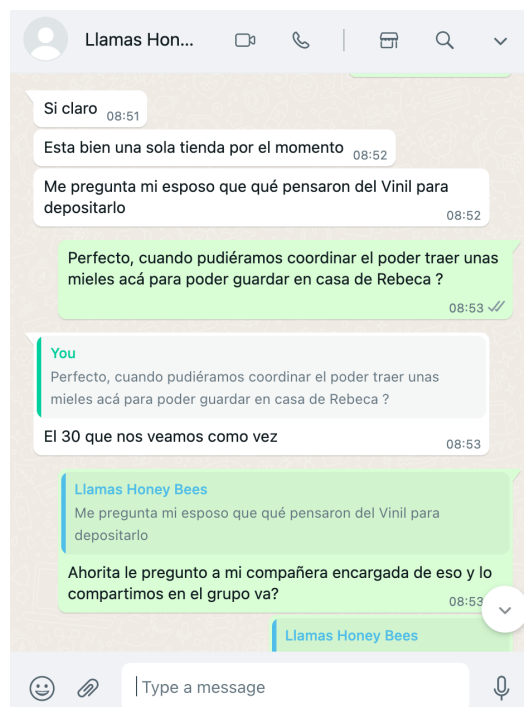 Llamas Hon...
Si claro
08:51
Esta bien una sola tienda por el momento
08:52
Me pregunta mi esposo que qué pensaron del Vinil para
depositarlo
08:52
Perfecto, cuando pudiéramos coordinar el poder traer unas
mieles acá para poder guardar en casa de Rebeca ?
08:53
You
Perfecto, cuando pudiéramos coordinar el poder traer unas
mieles acá para poder guardar en casa de Rebeca ?
El 30 que nos veamos como vez
08:53
Llamas Honey Bees
Me pregunta mi esposo que qué pensaron del Vinil para
depositarlo
Ahorita le pregunto a mi compañera encargada de eso y lo
compartimos en el grupo va?
08:53
Llamas Honey Bees
Type a message